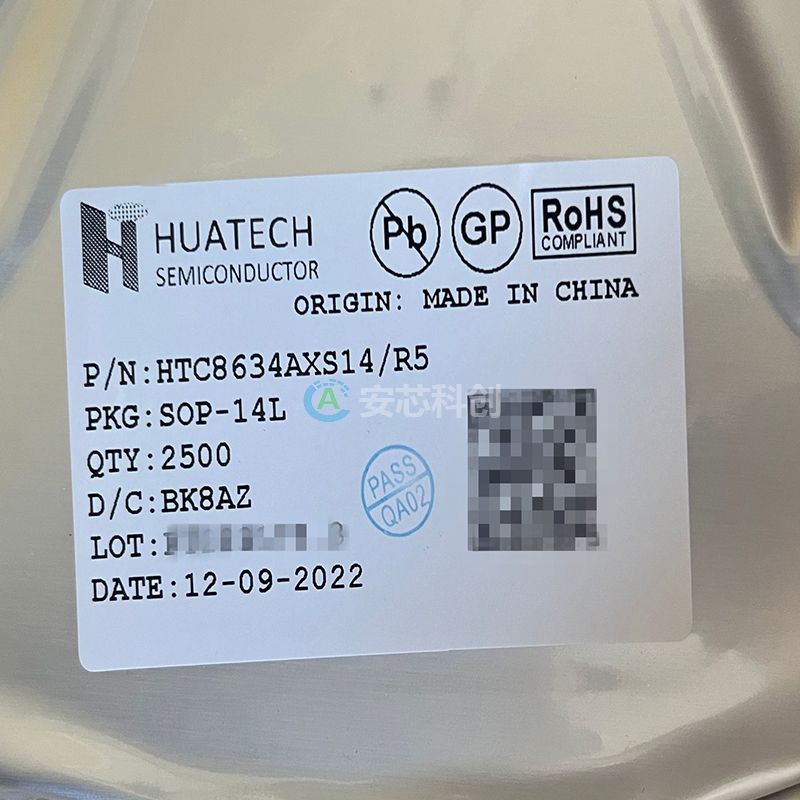 HUATECH
SEMICONDUCTOR
Pb
GP
RoHS
COMPLIANT
ORIGIN: MADE IN CHINA
P/N:HTC8634AXS14/R5
PKG:SOP-14L
安芯科创
QTY:2500
D/C:BK8AZ
PASS
QA02
LOT:
DATE:12-09-2022